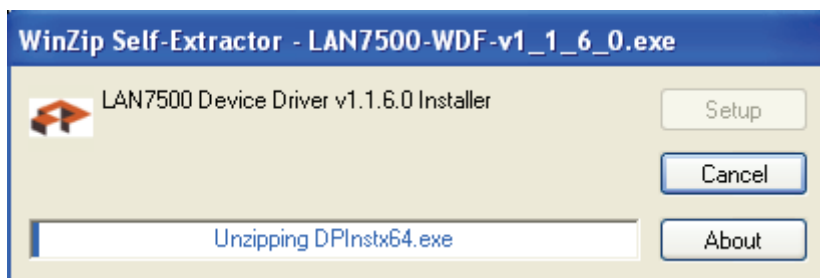 WinZip Self-Extractor - LAN7500-WDF-v1_1_6_0.exe
LAN7500 Device Driver v1.1.6.0 Installer
Setup
Cancel
Unzipping DPInstx64.exe
About